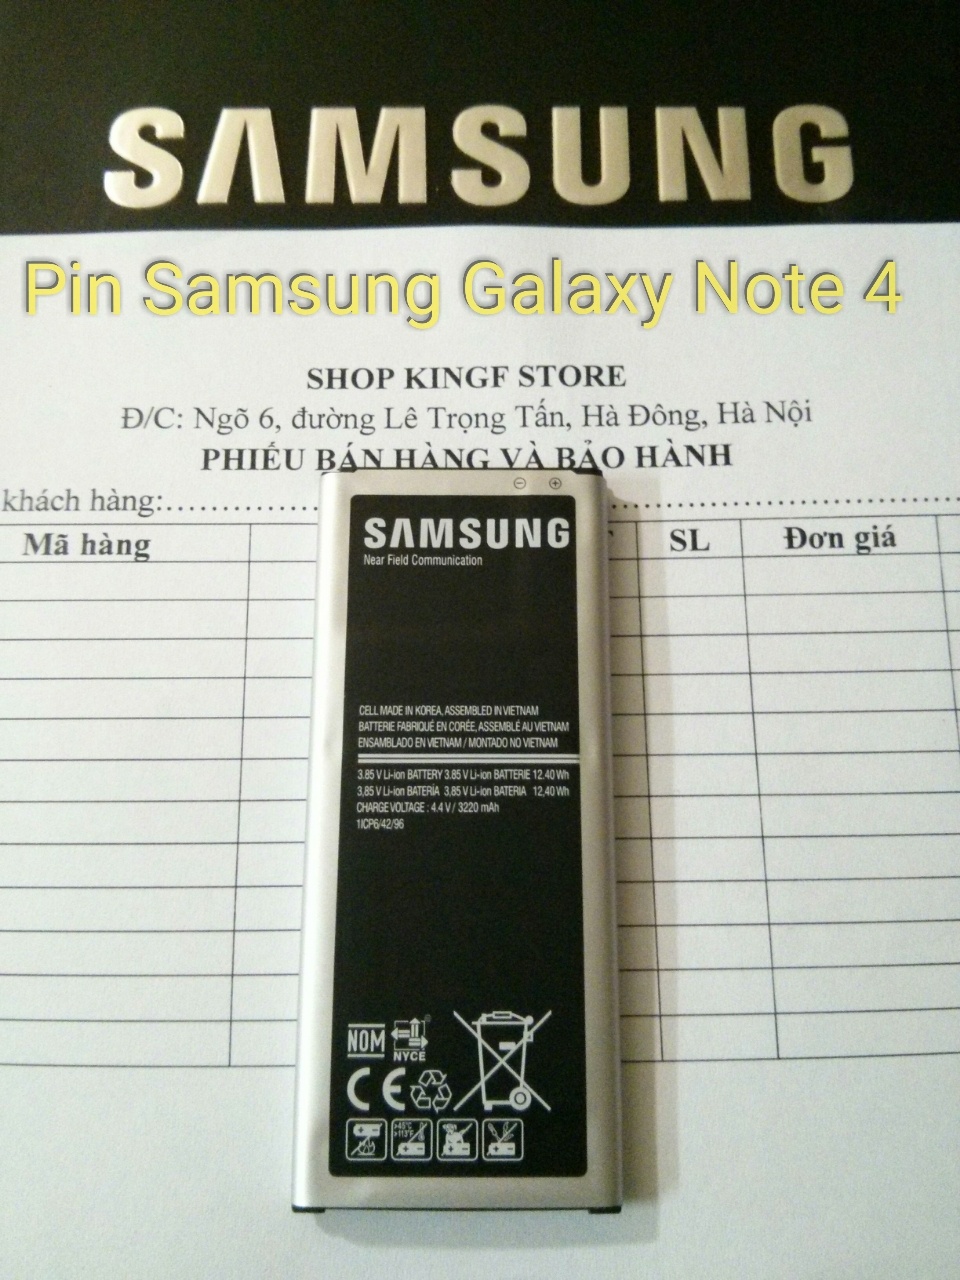 SAMSUNG
Pin Samsung Galaxy Note 4
SHOP KINGF STORE
Đ/C: Ngõ 6, đường Lê Trọng Tấn, Hà Đông, Hà Nội
PHIẾU BÁN HÀNG VÀ BẢO HÀNH
khách hàng:
Mã hàng SL Đơn giá
SAMSUNG
Near Field Communication
CELL MADE IN KOREA, ASSEMBLED IN VIETNAM
BATTERIE FABRIQUÉ EN CORÉE, ASSEMBLÉ AU VIETNAM
ENSAMBLADO EN VIETNAM / MONTADO NO VIETNAM
3.85 V Li-ion BATTERY 3.85 V Li-ion BATTERIE 12.40 Wh
3,85 V Li-ion BATERÍA 3,85 V Li-ion BATERIA 12,40 Wh
CHARGE VOLTAGE : 4.4 V / 3220 mAh
1ICP6/42/96
NOM NYCE
CE
>45°C
>113°F